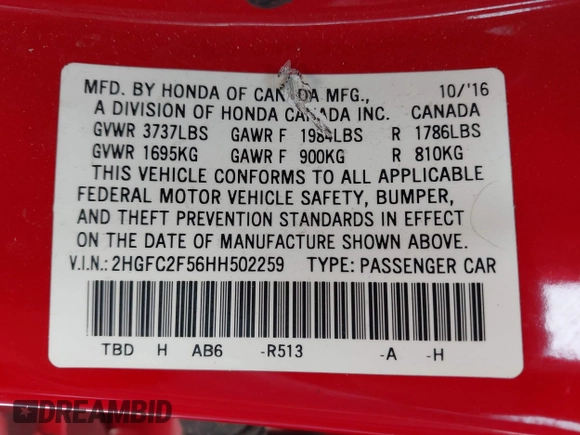 MFD. BY HONDA OF CANADA MFG., 10/'16
A DIVISION OF HONDA CANADA INC. CANADA
GVWR 3737LBS GAWR F 1984LBS R 1786LBS
GVWR 1695KG GAWR F 900KG R 810KG
THIS VEHICLE CONFORMS TO ALL APPLICABLE
FEDERAL MOTOR VEHICLE SAFETY, BUMPER,
AND THEFT PREVENTION STANDARDS IN EFFECT
ON THE DATE OF MANUFACTURE SHOWN ABOVE.
V.I.N.: 2HGFC2F56HH502259 TYPE: PASSENGER CAR
TBD H AB6 -R513 -A -H
DREAMBID